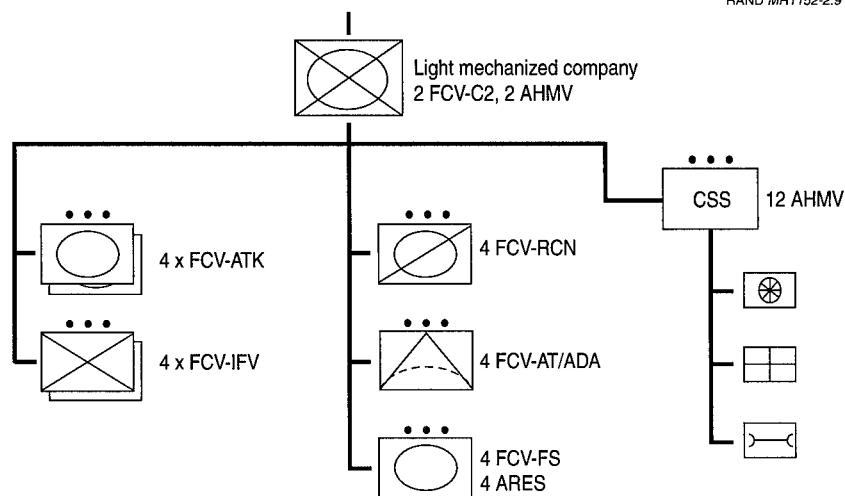 RAND MR1152-2.9
Light mechanized company
2 FCV-C2, 2 AHMV
CSS
12 AHMV
4 x FCV-ATK
4 FCV-RCN
4 x FCV-IFV
4 FCV-AT/ADA
4 FCV-FS
4 ARES